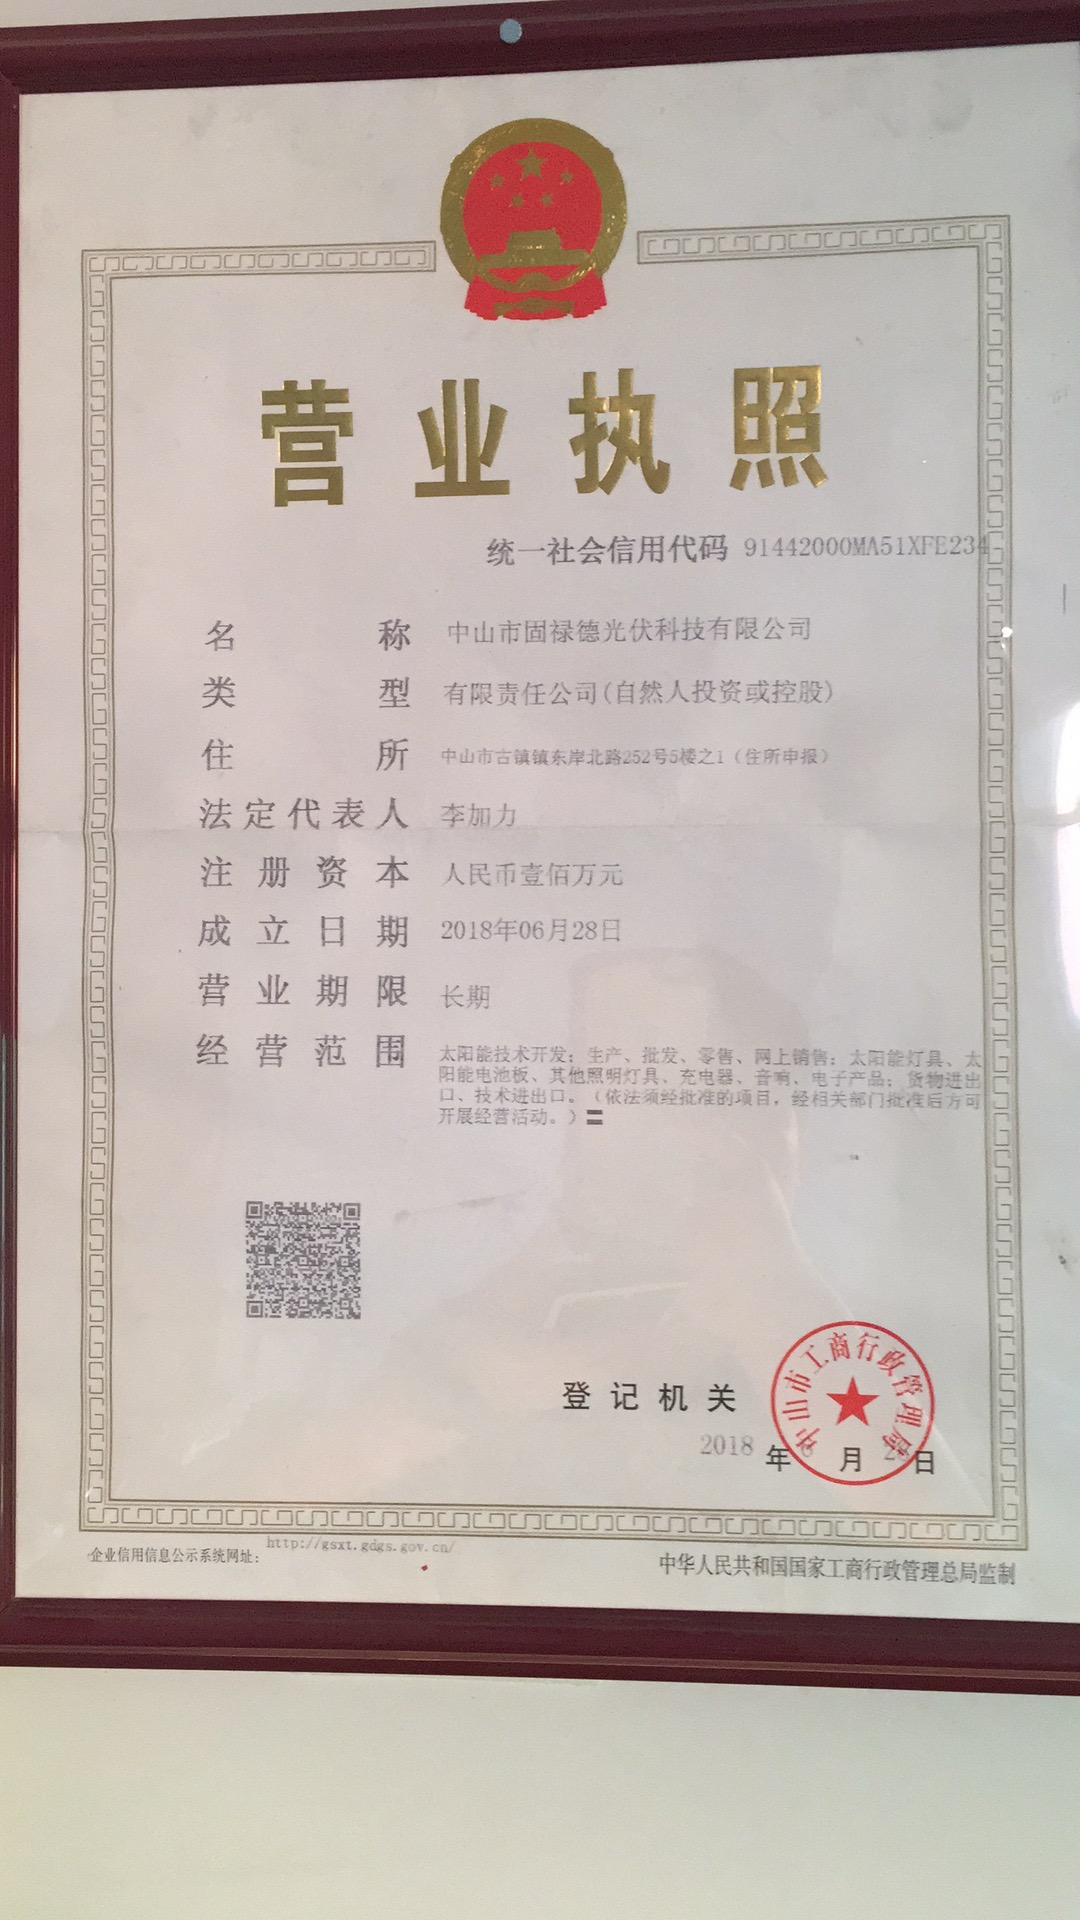 营业执照
统一社会信用代码 91442000MA51XFE234
名称 中山市固禄德光伏科技有限公司
类型 有限责任公司(自然人投资或控股)
住所 中山市古镇镇东岸北路252号5楼之1（住所申报）
法定代表人 李加力
注册资本 人民币壹佰万元
成立日期 2018年06月28日
营业期限 长期
经营范围 太阳能技术开发；生产、批发、零售、网上销售：太阳能灯具、太
阳能电池板、其他照明灯具、充电器、音响、电子产品；货物进出
口、技术进出口。（依法须经批准的项目，经相关部门批准后方可
开展经营活动。）〓
中山市工商行政管理局
登记机关
2018 年 6 月 28 日
企业信用信息公示系统网址： http://gsxt.gdgs.gov.cn/
中华人民共和国国家工商行政管理总局监制